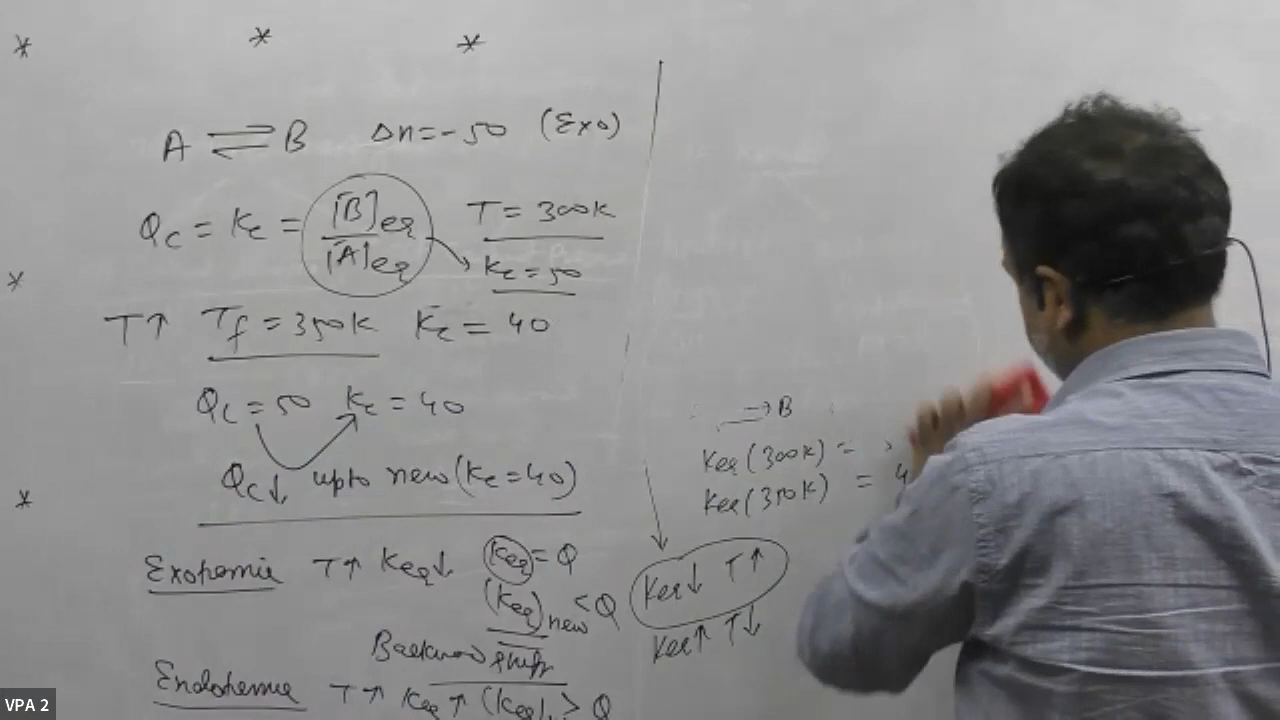 * * *
A ⇌ B ΔH=-50 (Exo)
Qc = Kc = [B]eq / [A]eq T = 300K
Kc = 50
*
T↑ Tf = 350K Kc = 40
Qc = 50 Kc = 40
* Qc↓ upto new (Kc = 40)
Exothermic T↑ Keq↓ Keq = Q
(Keq)new < Q
Backward shift
Endothermic T↑ Keq↑ (Keq) > Q
→ B
Keq (300K) =
Keq (350K) = 4
Keq↓ T↑
Keq↑ T↓
VPA 2